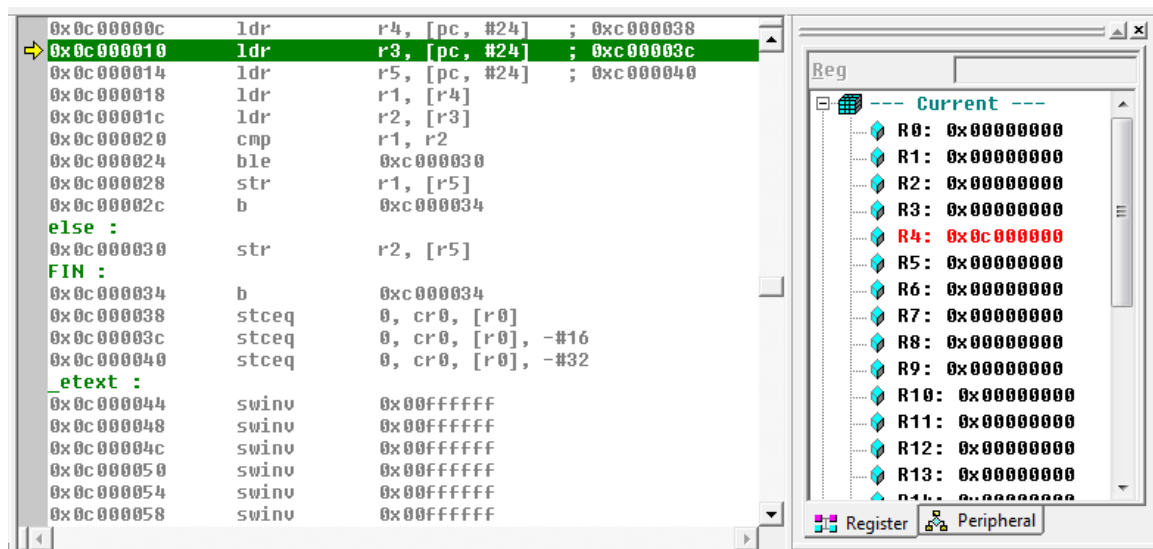 0x0c00000c ldr r4, [pc, #24] ; 0xc000038
0x0c000010 ldr r3, [pc, #24] ; 0xc00003c
0x0c000014 ldr r5, [pc, #24] ; 0xc000040
0x0c000018 ldr r1, [r4]
0x0c00001c ldr r2, [r3]
0x0c000020 cmp r1, r2
0x0c000024 ble 0xc000030
0x0c000028 str r1, [r5]
0x0c00002c b 0xc000034
else :
0x0c000030 str r2, [r5]
FIN :
0x0c000034 b 0xc000034
0x0c000038 stceq 0, cr0, [r0]
0x0c00003c stceq 0, cr0, [r0], -#16
0x0c000040 stceq 0, cr0, [r0], -#32
_etext :
0x0c000044 swinv 0x00ffffff
0x0c000048 swinv 0x00ffffff
0x0c00004c swinv 0x00ffffff
0x0c000050 swinv 0x00ffffff
0x0c000054 swinv 0x00ffffff
0x0c000058 swinv 0x00ffffff
Reg
--- Current ---
R0: 0x00000000
R1: 0x00000000
R2: 0x00000000
R3: 0x00000000
R4: 0x0c000000
R5: 0x00000000
R6: 0x00000000
R7: 0x00000000
R8: 0x00000000
R9: 0x00000000
R10: 0x00000000
R11: 0x00000000
R12: 0x00000000
R13: 0x00000000
Register Peripheral